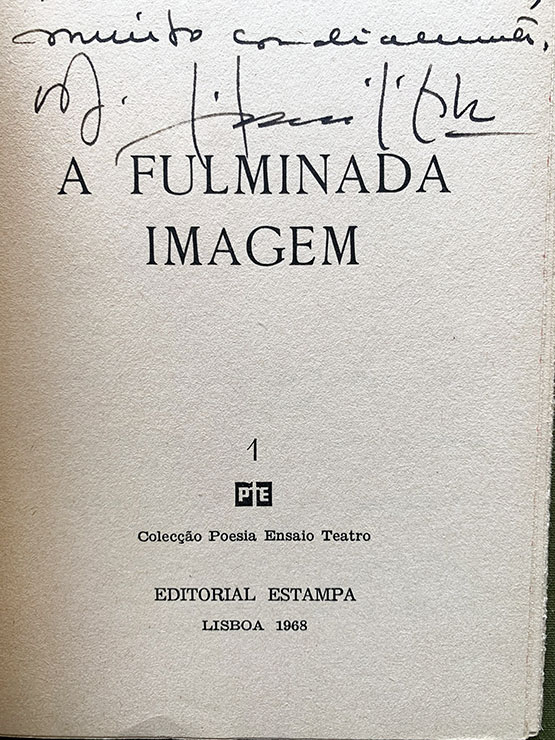 muito cordialmente,
A FULMINADA
IMAGEM
1
PtE
Colecção Poesia Ensaio Teatro
EDITORIAL ESTAMPA
LISBOA 1968